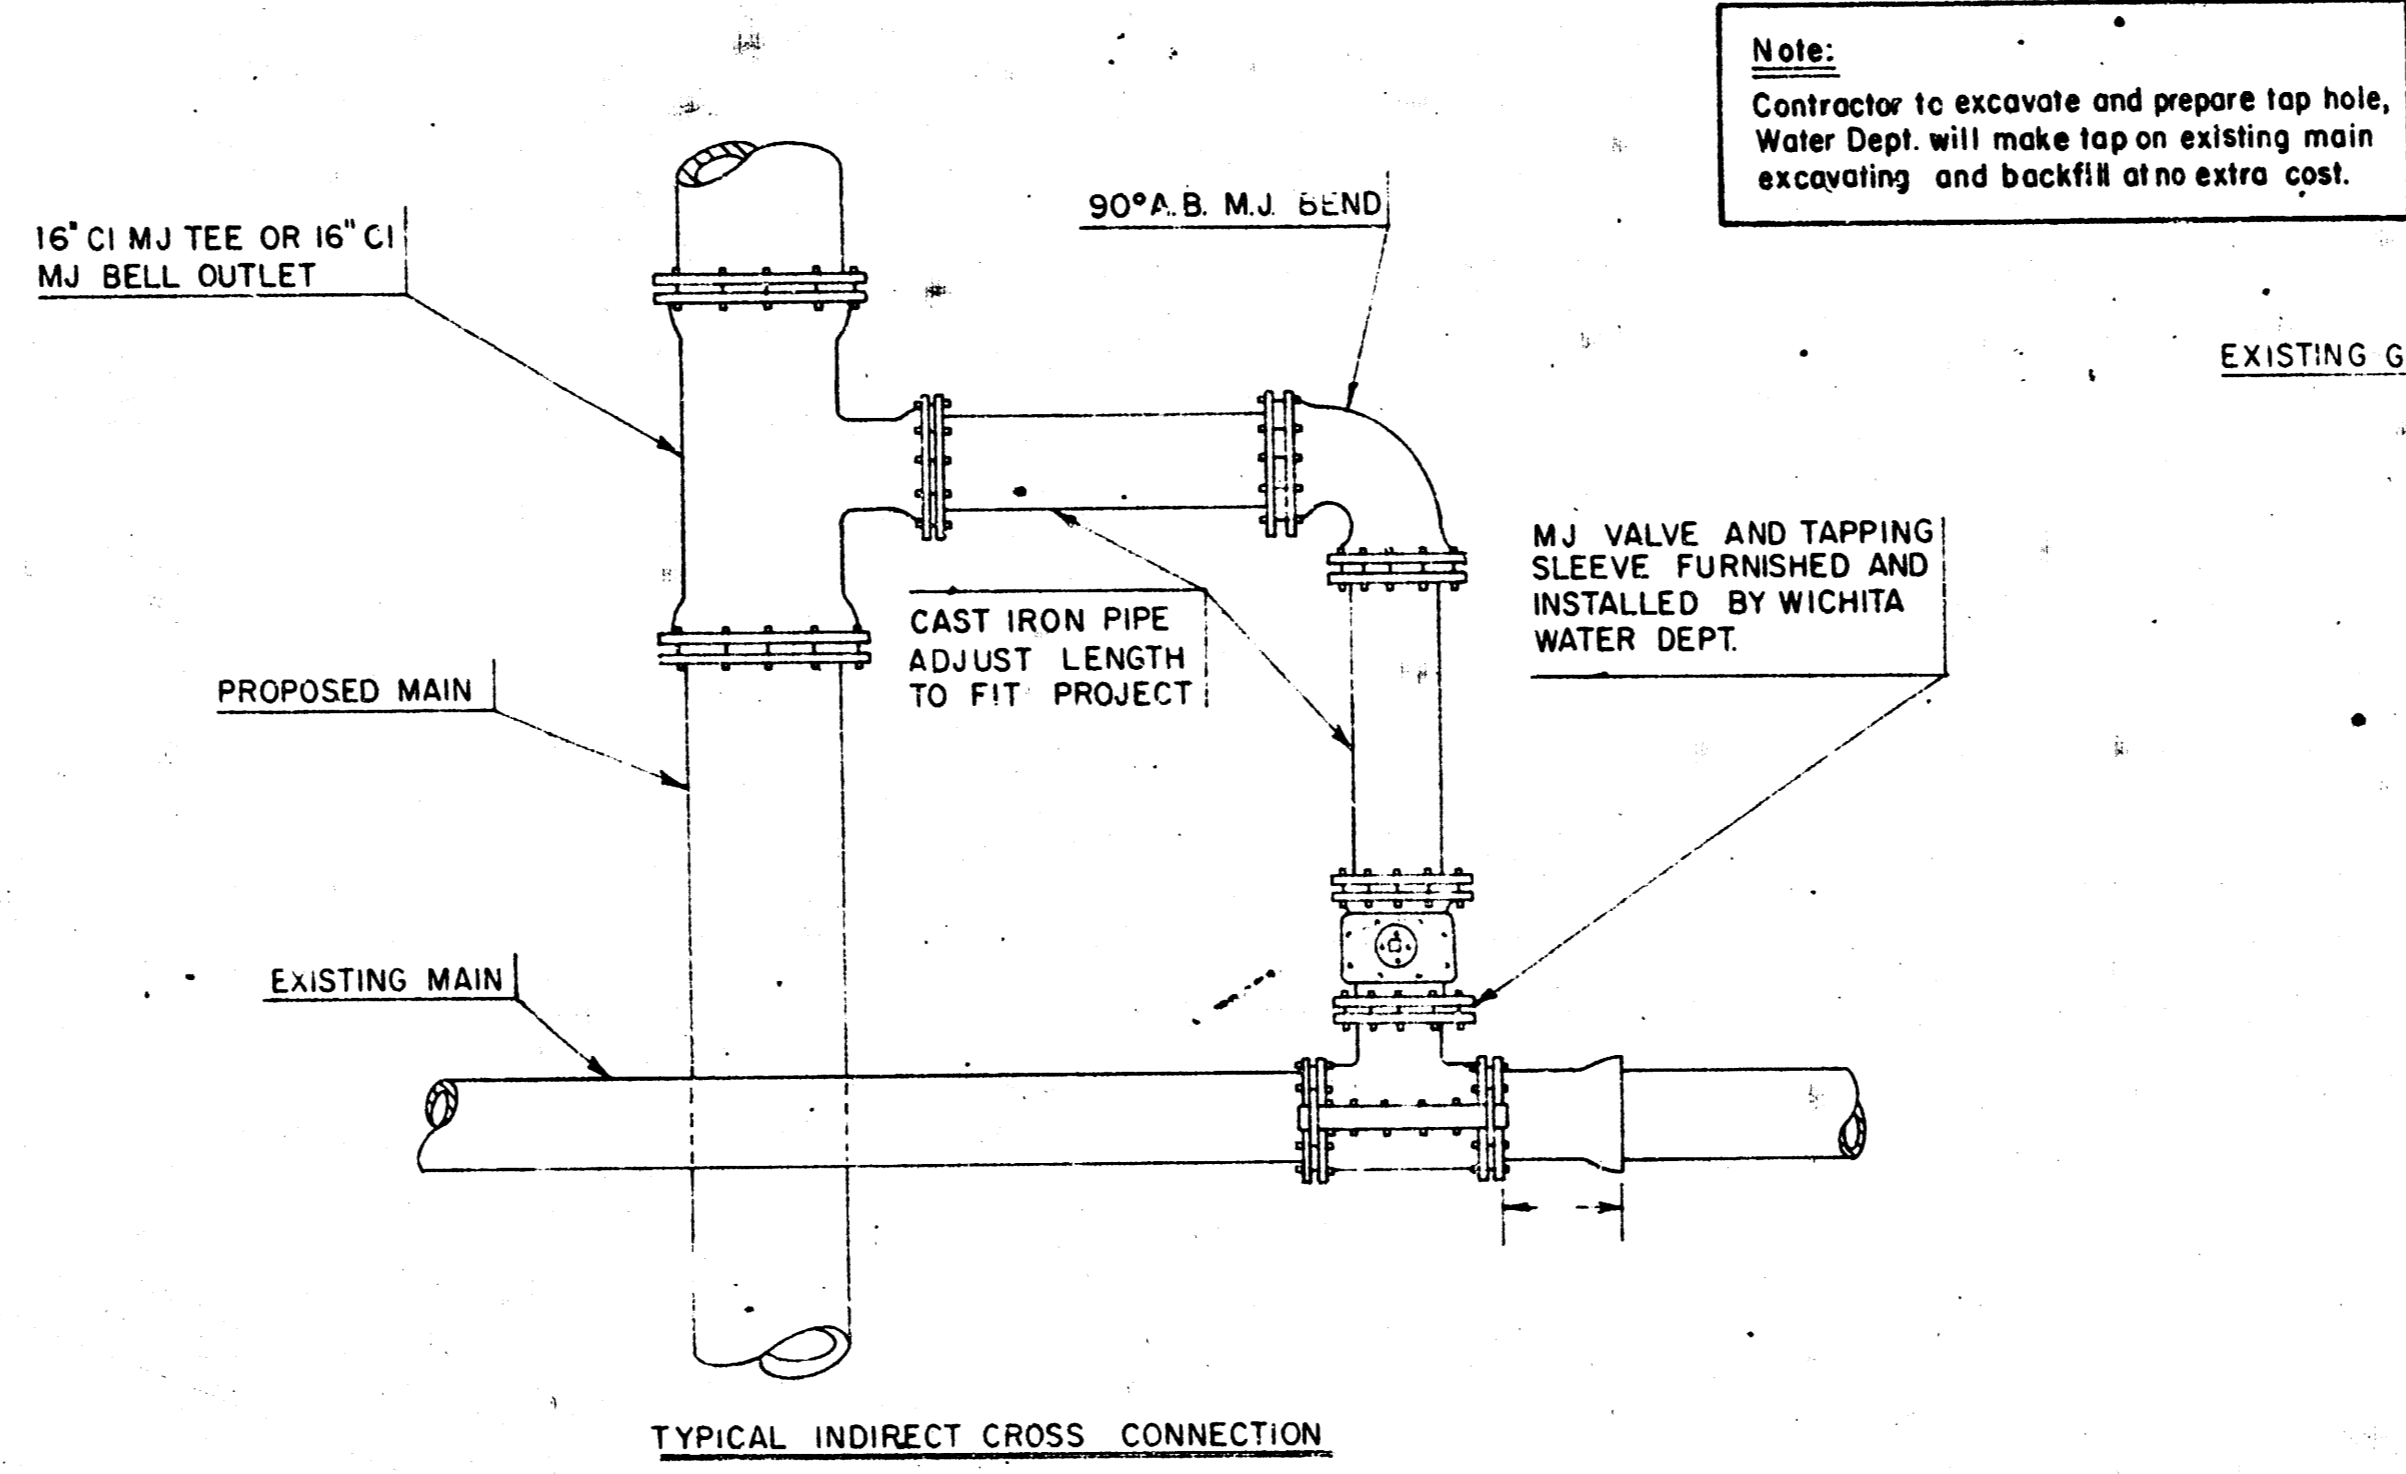 Note:
Contractor to excavate and prepare tap hole,
Water Dept. will make tap on existing main
excavating and backfill at no extra cost.
90° A.B. M.J. BEND
16" CI MJ TEE OR 16" CI
MJ BELL OUTLET
EXISTING G
MJ VALVE AND TAPPING
SLEEVE FURNISHED AND
INSTALLED BY WICHITA
WATER DEPT.
CAST IRON PIPE
ADJUST LENGTH
TO FIT PROJECT
PROPOSED MAIN
EXISTING MAIN
TYPICAL INDIRECT CROSS CONNECTION